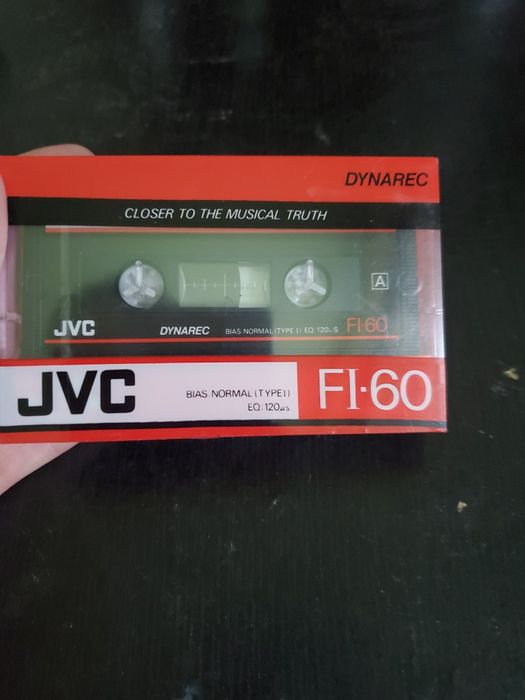 DYNAREC
CLOSER TO THE MUSICAL TRUTH
A
JVC DYNAREC BIAS NORMAL (TYPE I) EQ 120µS FI·60
JVC BIAS NORMAL (TYPE I) FI·60
EQ: 120µs